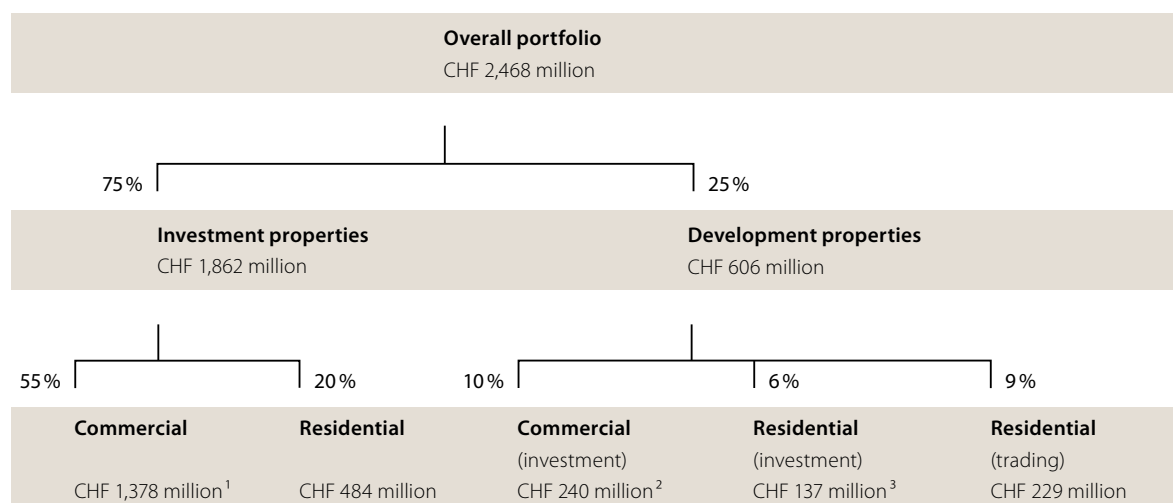 Overall portfolio
CHF 2,468 million
75 %
25 %
Investment properties
CHF 1,862 million
Development properties
CHF 606 million
55 %
20 %
10 %
6 %
9 %
Commercial
CHF 1,378 million¹
Residential
CHF 484 million
Commercial
(investment)
CHF 240 million²
Residential
(investment)
CHF 137 million³
Residential
(trading)
CHF 229 million